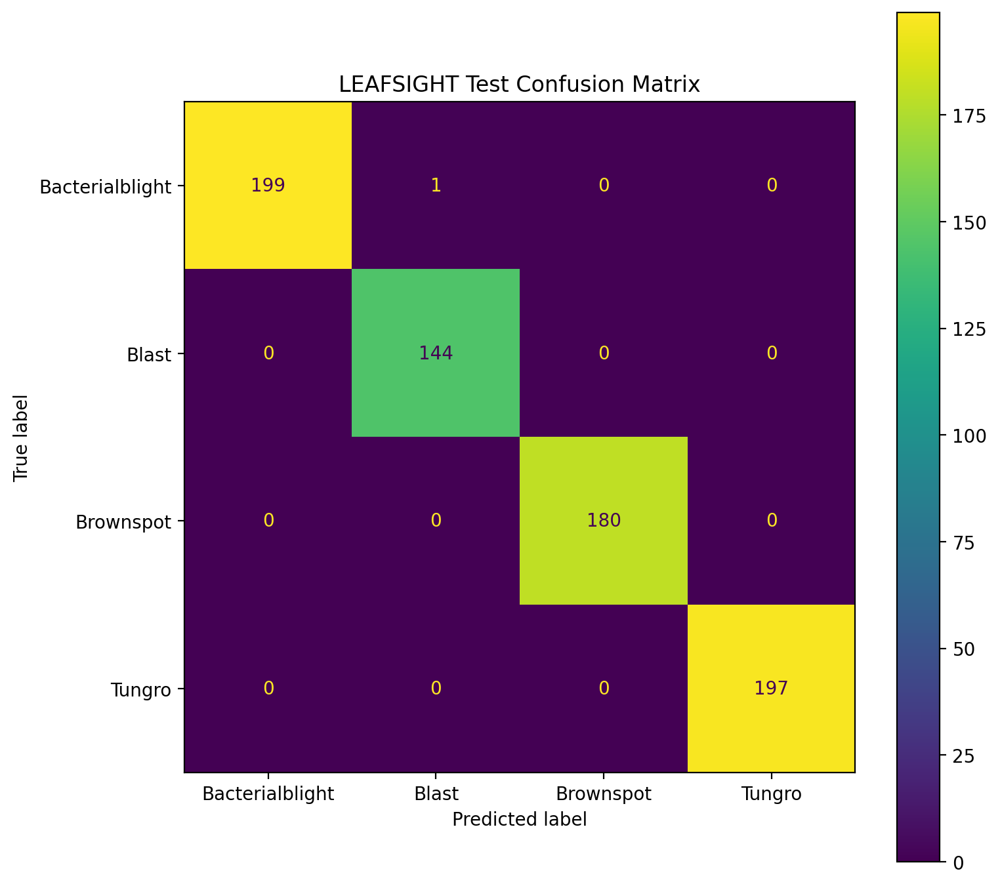 LEAFSIGHT Test Confusion Matrix
Bacterialblight 199 1 0 0
Blast 0 144 0 0
Brownspot 0 0 180 0
Tungro 0 0 0 197
Bacterialblight Blast Brownspot Tungro
Predicted label
True label
175
150
125
100
75
50
25
0